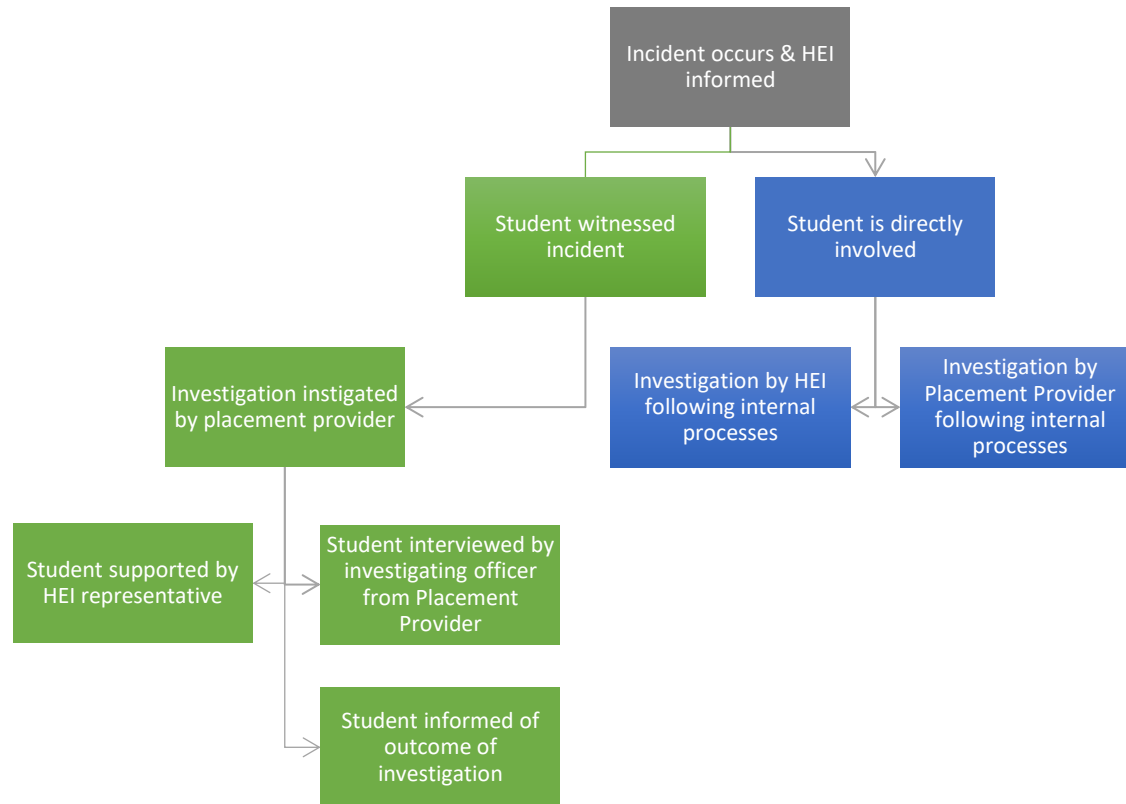 Incident occurs & HEI
informed
Student witnessed
incident
Student is directly
involved
Investigation instigated
by placement provider
Investigation by HEI
following internal
processes
Investigation by
Placement Provider
following internal
processes
Student supported by
HEI representative
Student interviewed by
investigating officer
from Placement
Provider
Student informed of
outcome of
investigation